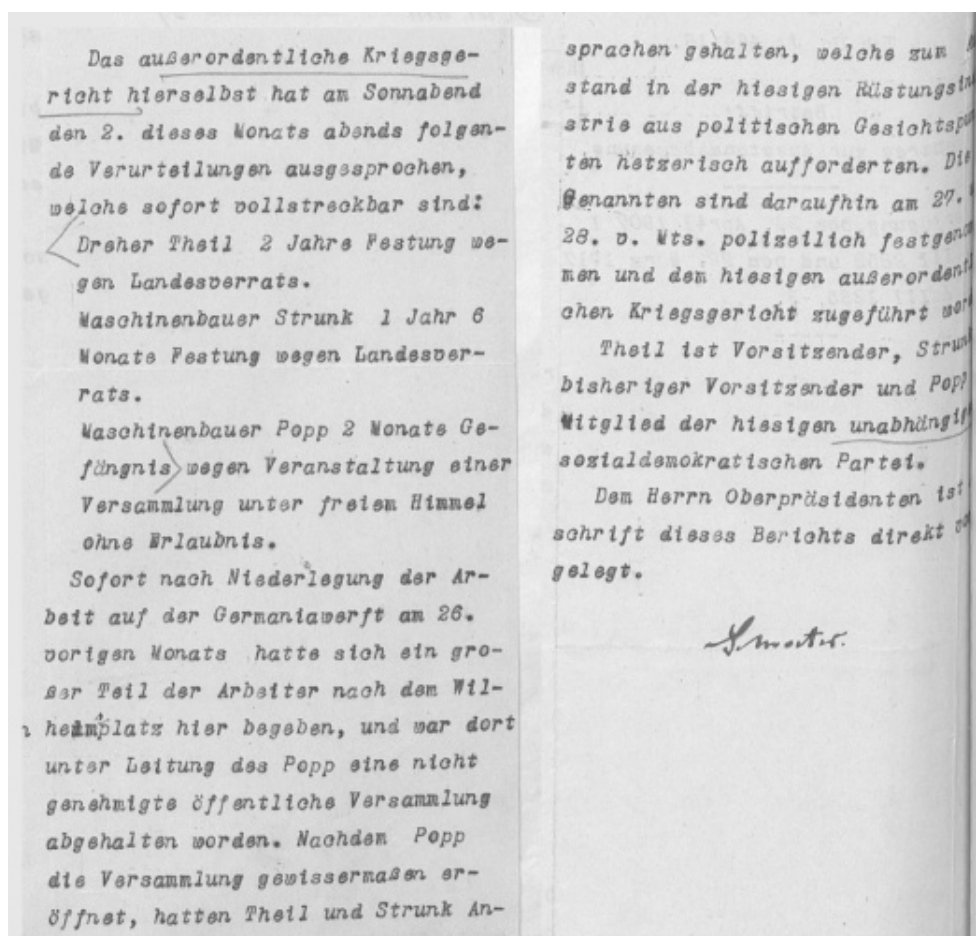 Das außerordentliche Kriegsge-
richt hierselbst hat am Sonnabend
den 2. dieses Monats abends folgen-
de Verurteilungen ausgesprochen,
welche sofort vollstreckbar sind:
Dreher Theil 2 Jahre Festung we-
gen Landesverrats.
Maschinenbauer Strunk 1 Jahr 6
Monate Festung wegen Landesver-
rats.
Maschinenbauer Popp 2 Monate Ge-
fängnis wegen Veranstaltung einer
Versammlung unter freiem Himmel
ohne Erlaubnis.
Sofort nach Niederlegung der Ar-
beit auf der Germaniawerft am 26.
vorigen Monats hatte sich ein gro-
ßer Teil der Arbeiter nach dem Wil-
helmplatz hier begeben, und war dort
unter Leitung des Popp eine nicht
genehmigte öffentliche Versammlung
abgehalten worden. Nachdem Popp
die Versammlung gewissermaßen er-
öffnet, hatten Theil und Strunk An-
sprachen gehalten, welche zum
stand in der hiesigen Rüstungsin
strie aus politischen Gesichtspun
ten hetzerisch aufforderten. Die
Genannten sind daraufhin am 27.
28. v. Mts. polizeilich festgenom
men und dem hiesigen außerordentli
chen Kriegsgericht zugeführt word
Theil ist Vorsitzender, Strunk
bisheriger Vorsitzender und Popp
Mitglied der hiesigen unabhängig
sozialdemokratischen Partei.
Dem Herrn Oberpräsidenten ist
schrift dieses Berichts direkt vor
gelegt.